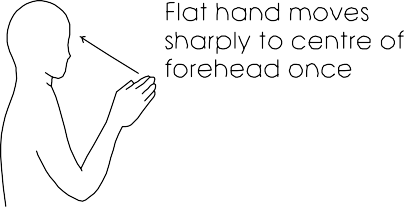 Flat hand moves
sharply to centre of
forehead once